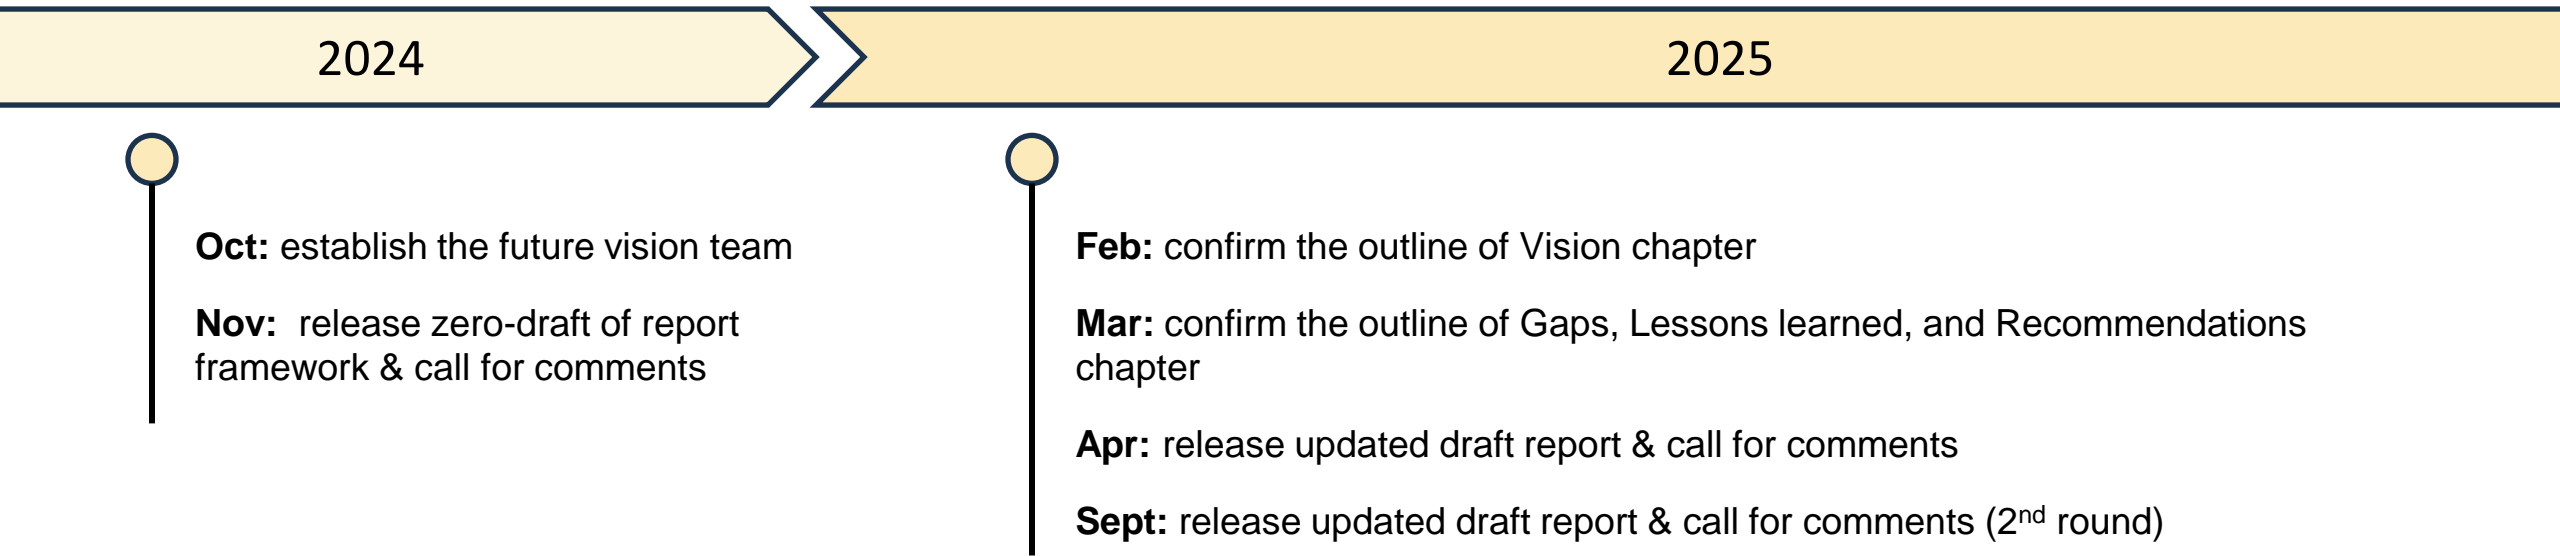 2024
2025
Oct: establish the future vision team
Nov:  release zero-draft of report
framework & call for comments
Feb: confirm the outline of Vision chapter
Mar: confirm the outline of Gaps, Lessons learned, and Recommendations
chapter
Apr: release updated draft report & call for comments
Sept: release updated draft report & call for comments (2nd round)